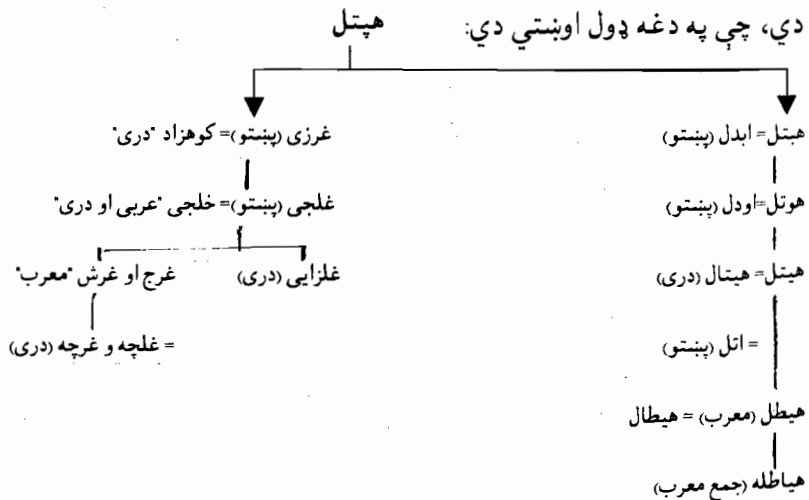 دي، چې په دغه ډول اوښتي دي: هپتل
هبتل= ابدل (پښتو) غرزی (پښتو)= کوهزاد "دری"
هوتل=اودل (پښتو) غلجی (پښتو)= خلجی "عربی او دری"
هیتل= هیتال (دری) غلزایی (دری) غرج او غرش "معرب"
= اتل (پښتو) = غلچه و غرچه (دری)
هیطل (معرب) = هیطال
هیاطله (جمع معرب)